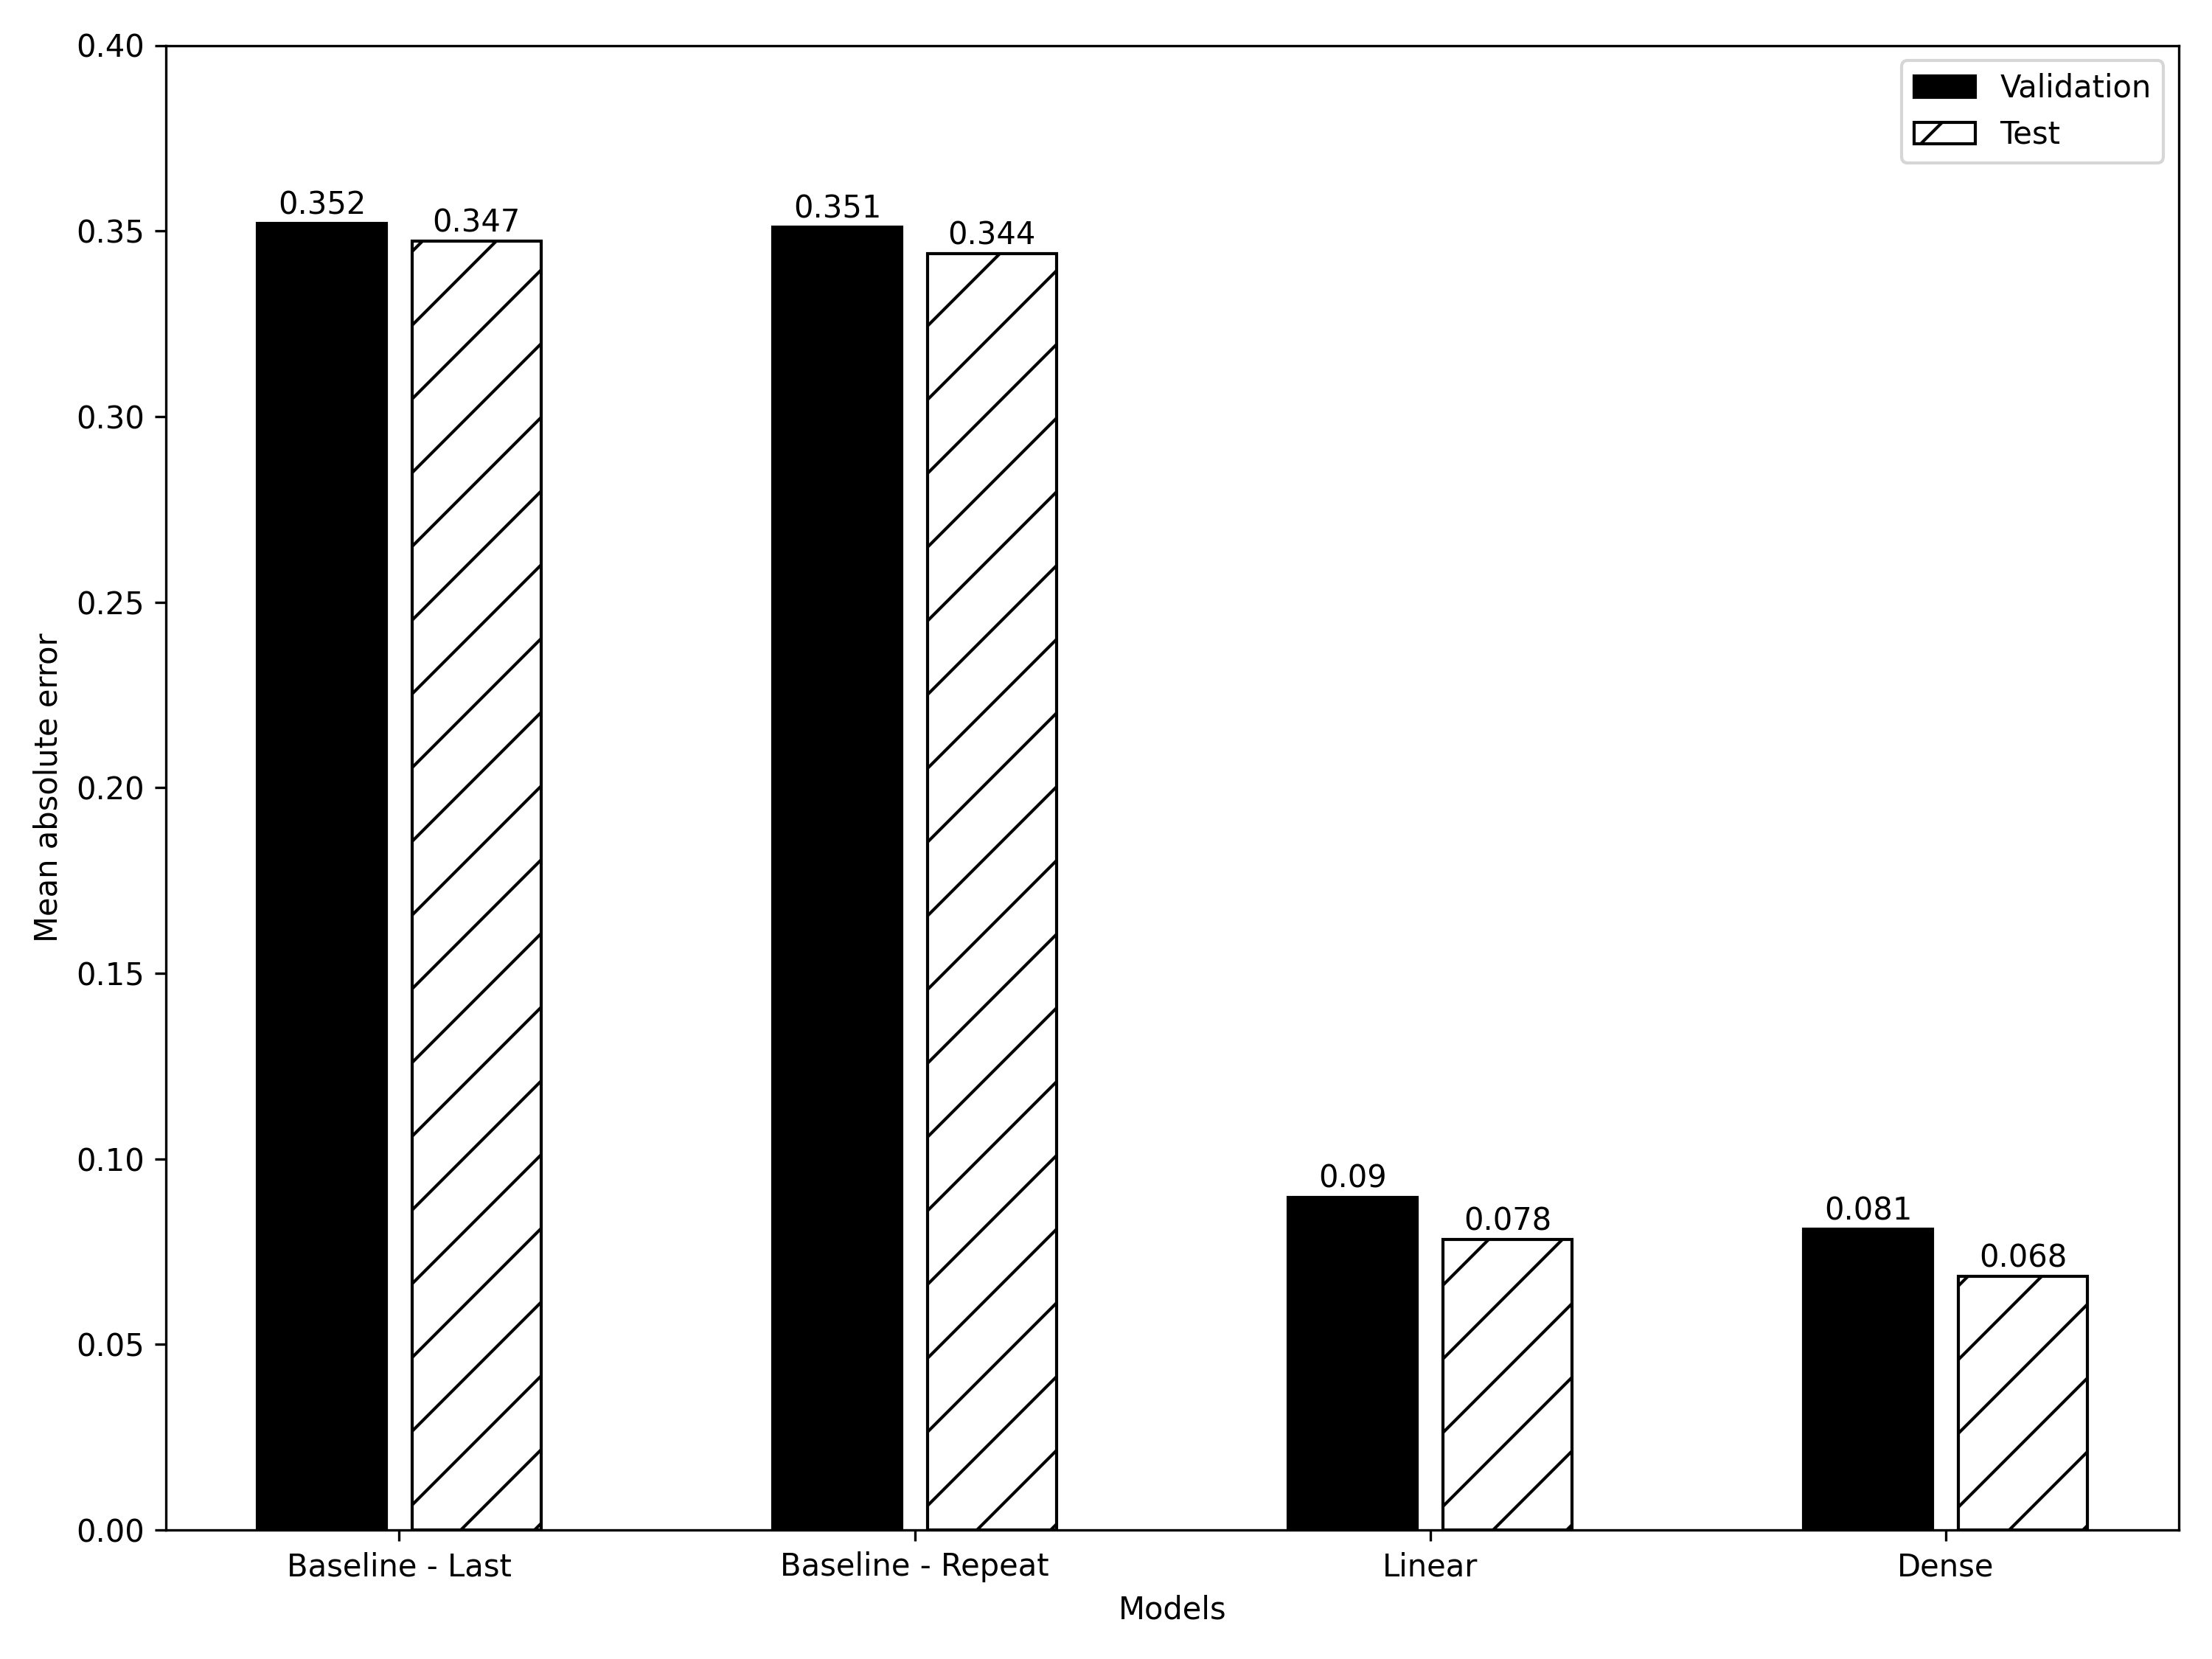 0.40
0.35
0.30
0.25
0.20
0.15
0.10
0.05
0.00
Mean absolute error
Validation
Test
0.352
0.347
0.351
0.344
0.09
0.078
0.081
0.068
Baseline - Last
Baseline - Repeat
Linear
Dense
Models